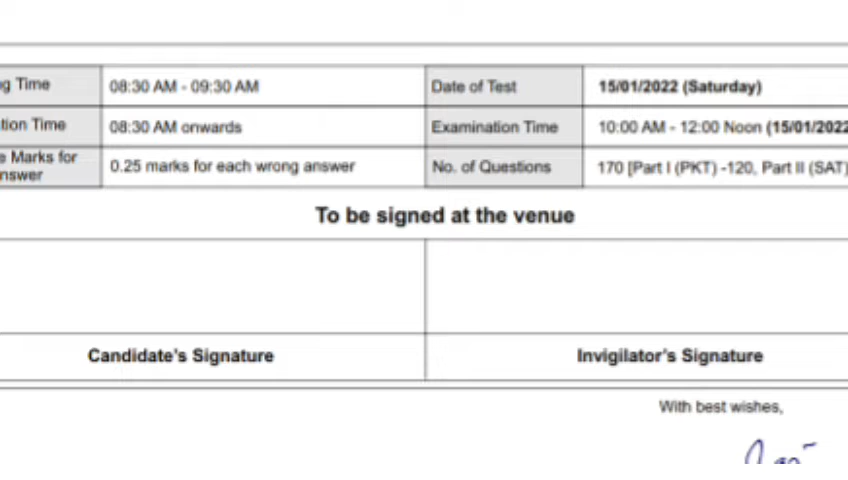 g Time 08:30 AM - 09:30 AM Date of Test 15/01/2022 (Saturday)
tion Time 08:30 AM onwards Examination Time 10:00 AM - 12:00 Noon (15/01/2022
e Marks for
nswer 0.25 marks for each wrong answer No. of Questions 170 [Part I (PKT) -120, Part II (SAT)
To be signed at the venue
Candidate's Signature Invigilator's Signature
With best wishes,